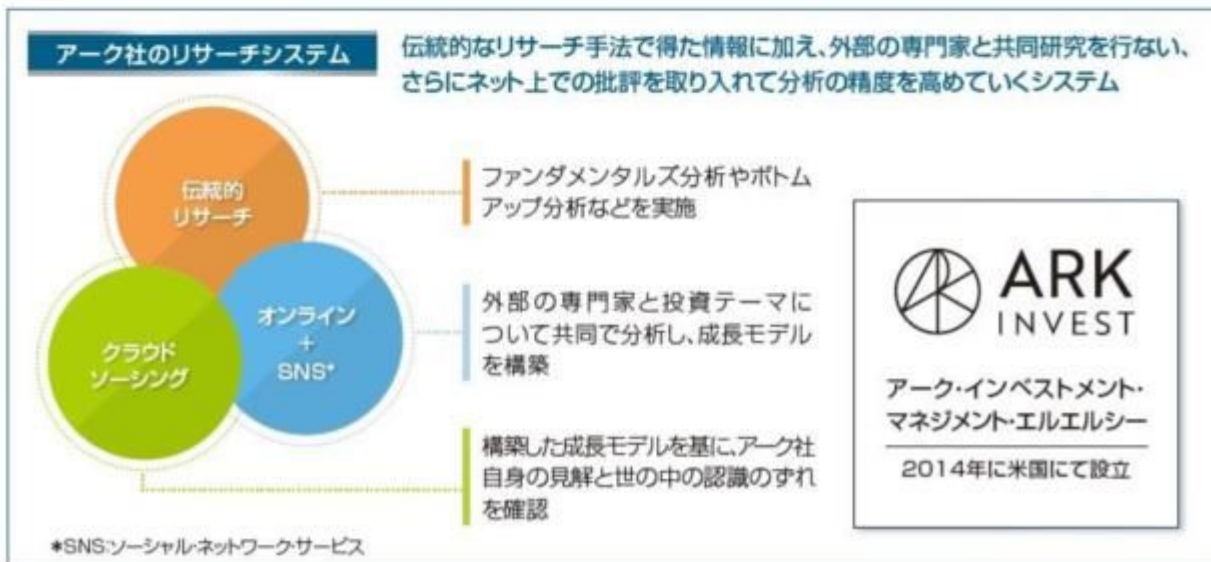 アーク社のリサーチシステム
伝統的なリサーチ手法で得た情報に加え、外部の専門家と共同研究を行ない、
さらにネット上での批評を取り入れて分析の精度を高めていくシステム
伝統的
リサーチ
ファンダメンタルズ分析やボトム
アップ分析などを実施
オンライン
+
SNS*
外部の専門家と投資テーマに
ついて共同で分析し、成長モデル
を構築
クラウド
ソーシング
構築した成長モデルを基に、アーク社
自身の見解と世の中の認識のずれ
を確認
*SNS:ソーシャル・ネットワーク・サービス
ARK
INVEST
アーク・インベストメント・
マネジメント・エルエルシー
2014年に米国にて設立